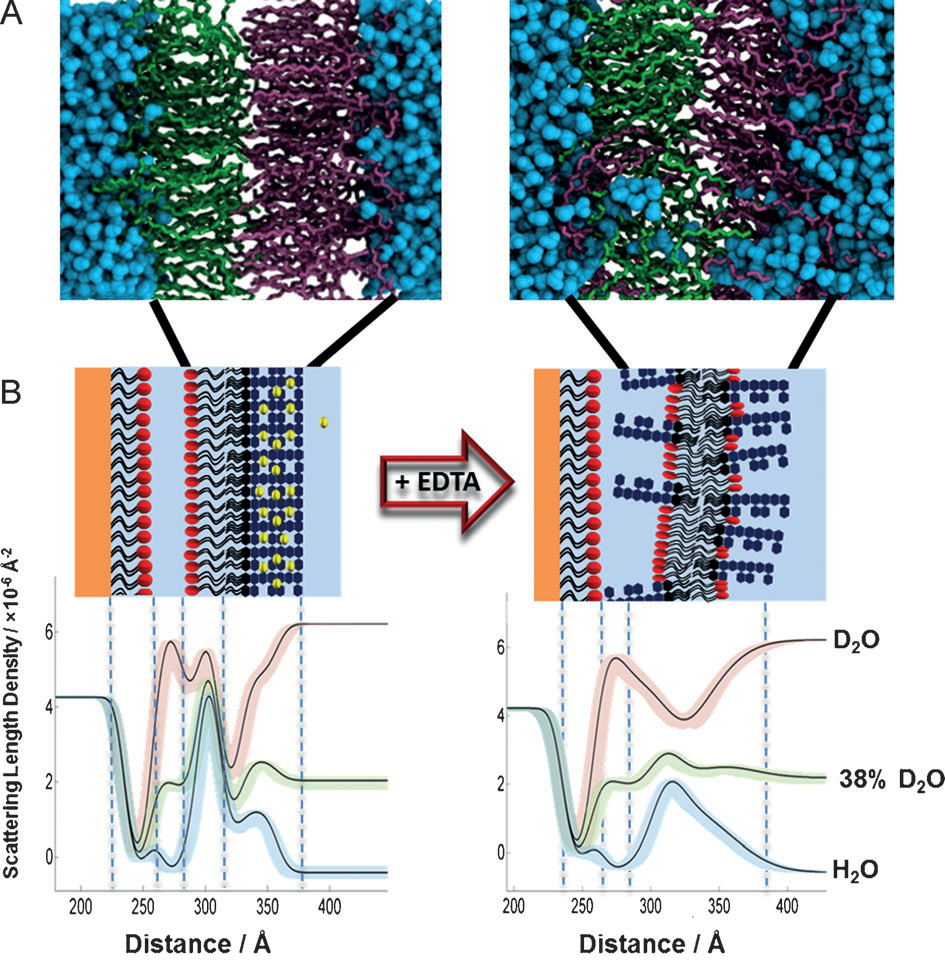 A
B
+ EDTA
Scattering Length Density / ×10⁻⁶ Å⁻²
6
4
2
0
200
250
300
350
400
Distance / Å
6
4
2
0
200
250
300
350
400
Distance / Å
D₂O
38% D₂O
H₂O